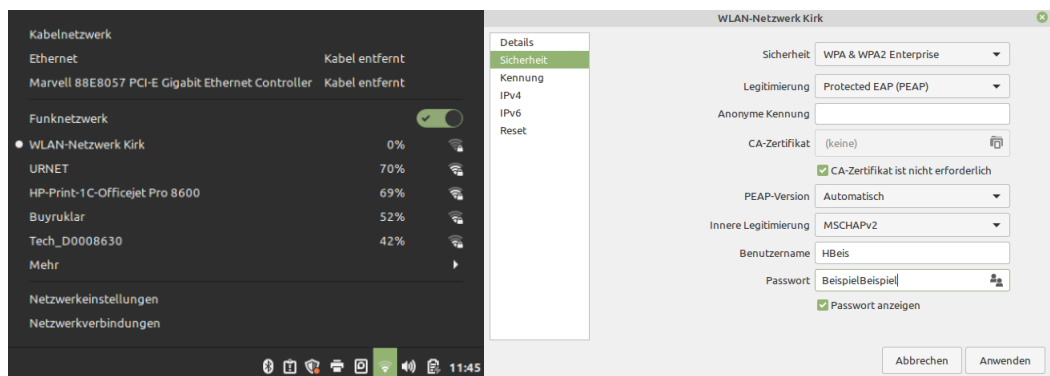 Kabelnetzwerk
Ethernet Kabel entfernt
Marvell 88E8057 PCI-E Gigabit Ethernet Controller Kabel entfernt
Funknetzwerk
WLAN-Netzwerk Kirk 0%
URNET 70%
HP-Print-1C-Officejet Pro 8600 69%
Buyruklar 52%
Tech_D0008630 42%
Mehr
Netzwerkeinstellungen
Netzwerkverbindungen
11:45
WLAN-Netzwerk Kirk
Details
Sicherheit
Kennung
IPv4
IPv6
Reset
Sicherheit WPA & WPA2 Enterprise
Legitimierung Protected EAP (PEAP)
Anonyme Kennung
CA-Zertifikat (keine)
CA-Zertifikat ist nicht erforderlich
PEAP-Version Automatisch
Innere Legitimierung MSCHAPv2
Benutzername HBeis
Passwort BeispielBeispiel
Passwort anzeigen
Abbrechen Anwenden